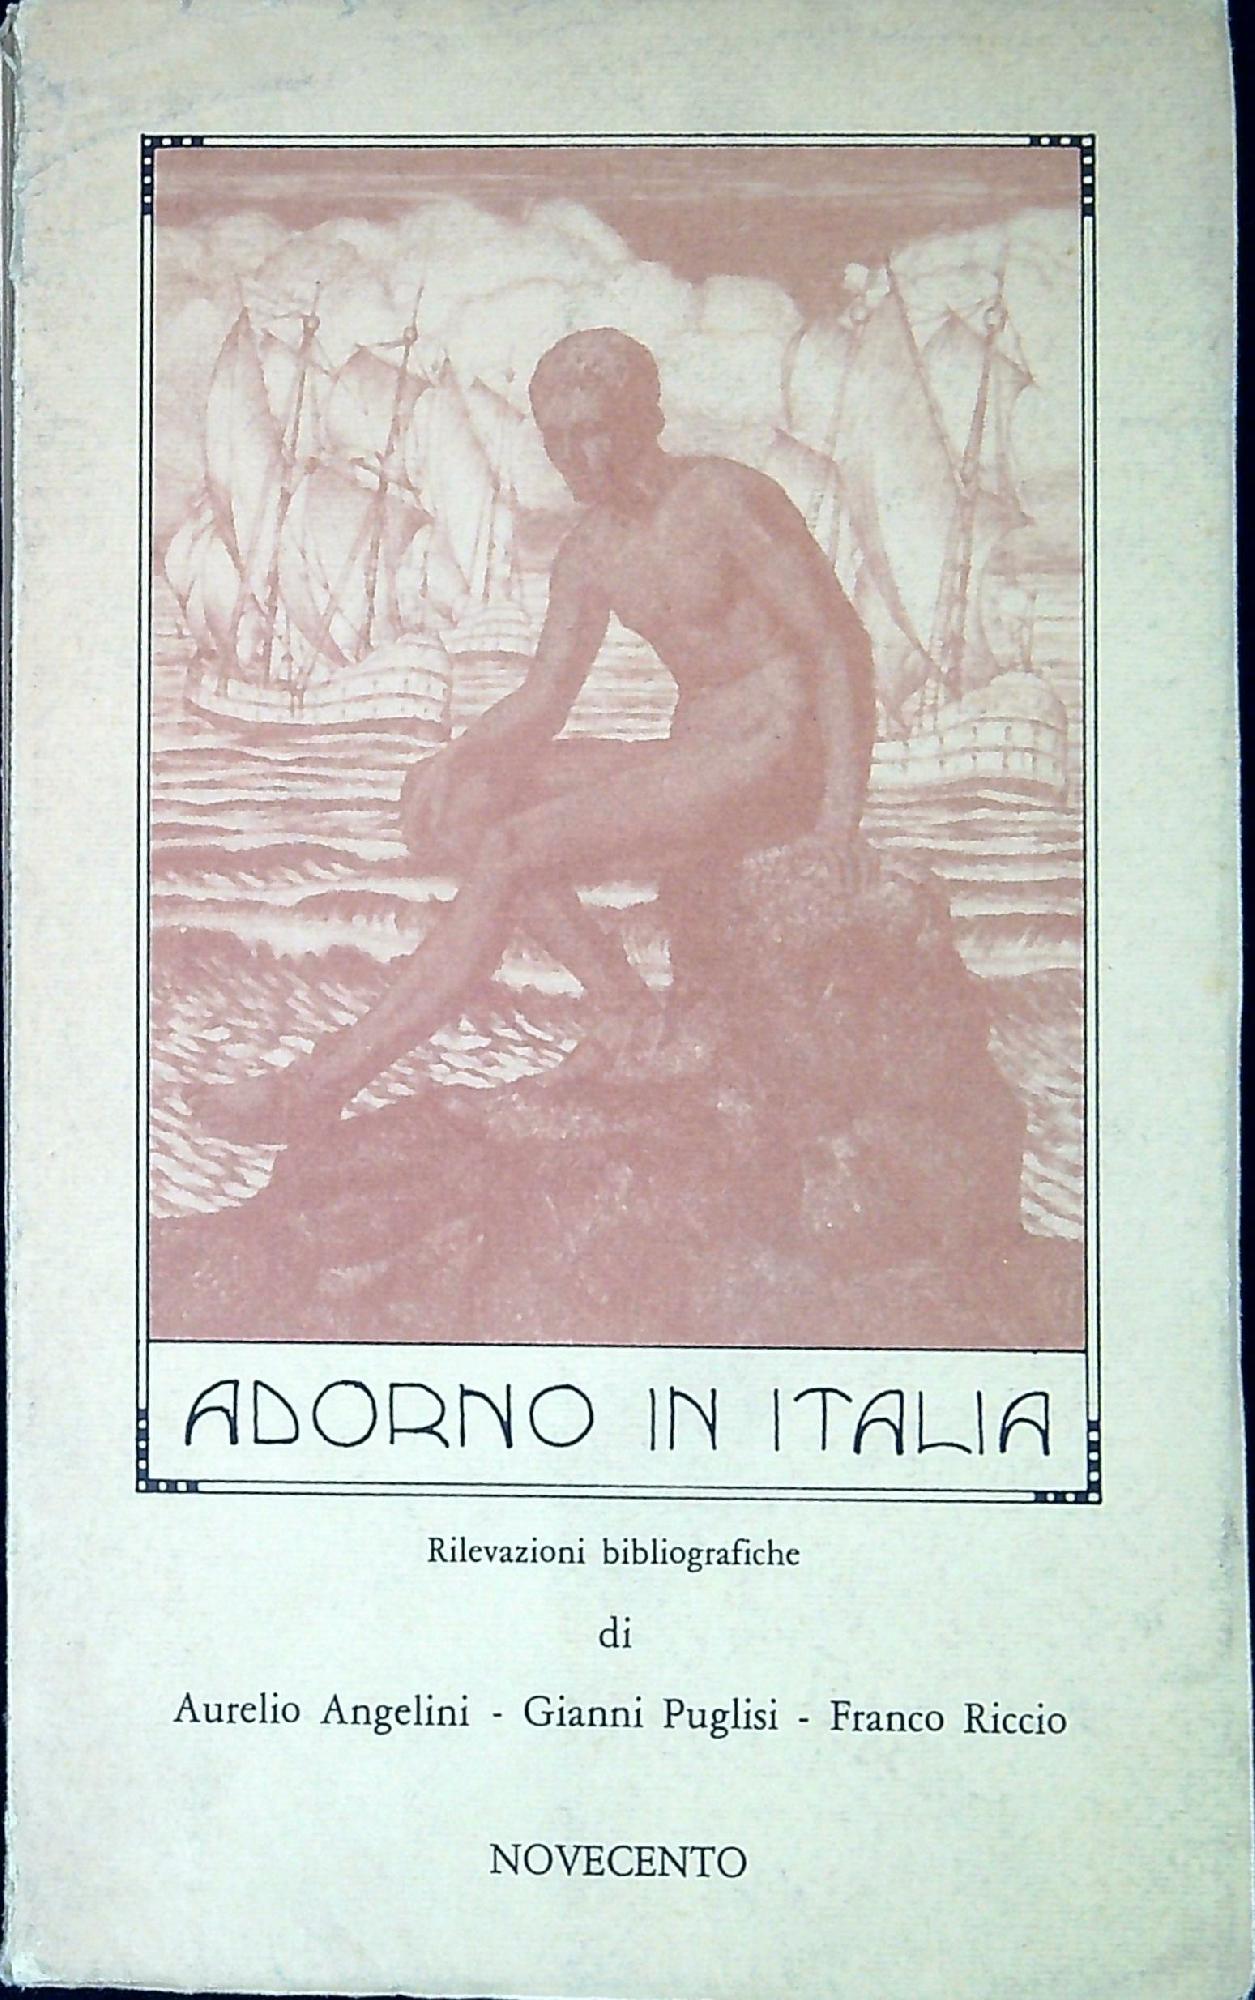 ADORNO IN ITALIA
Rilevazioni bibliografiche
di
Aurelio Angelini - Gianni Puglisi - Franco Riccio
NOVECENTO